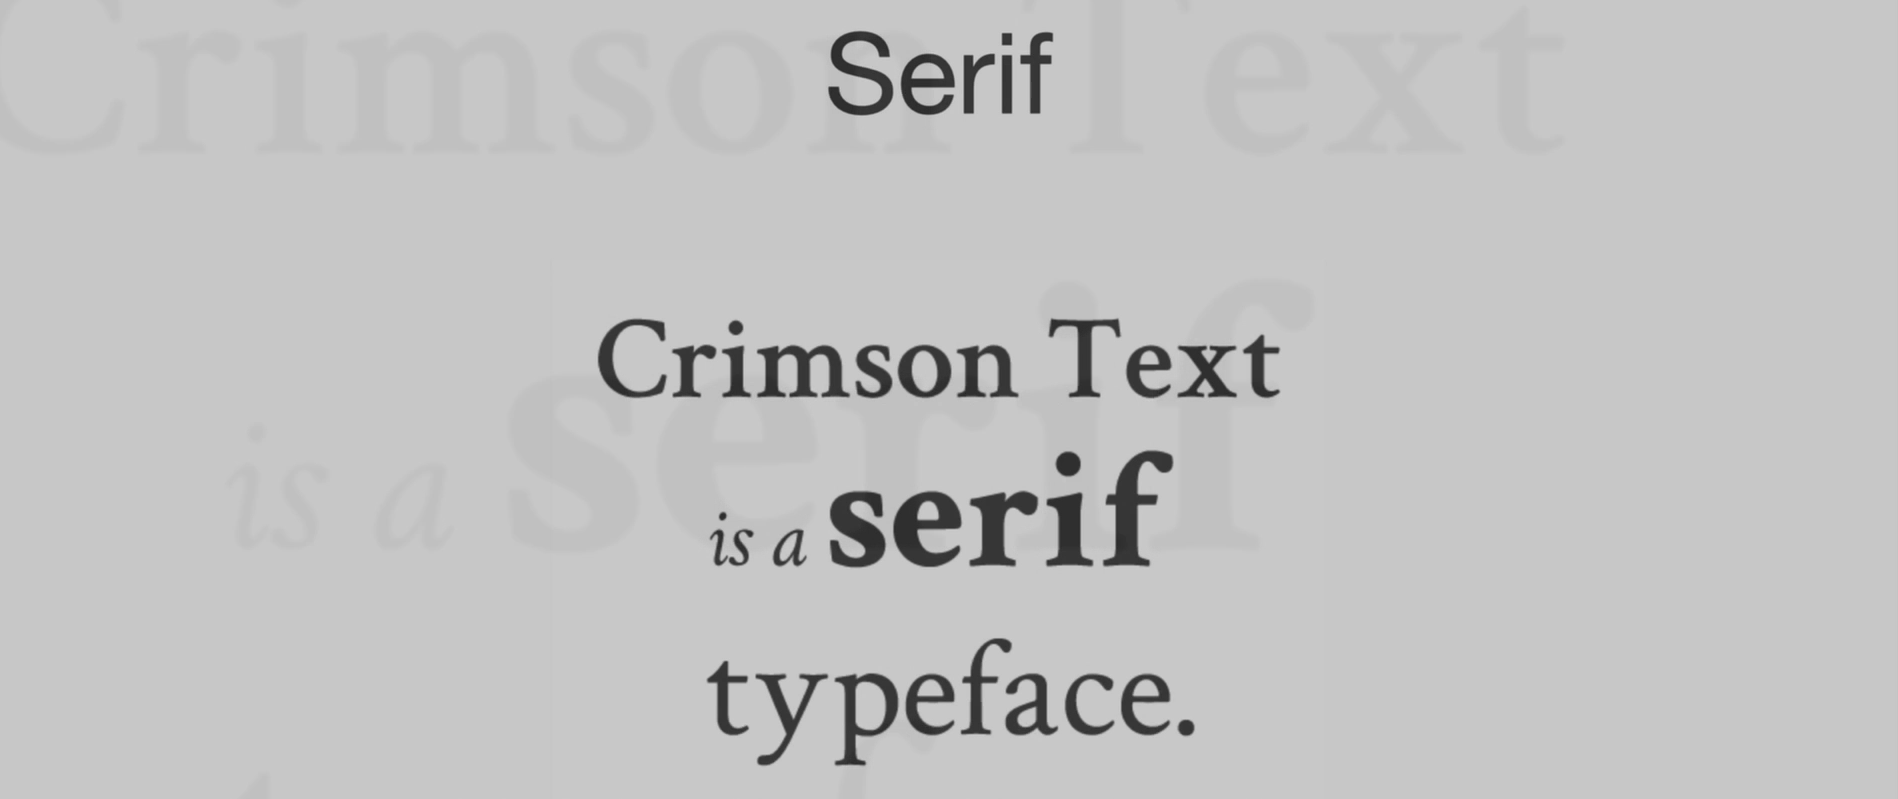 Serif
Crimson Text
is a serif
typeface.